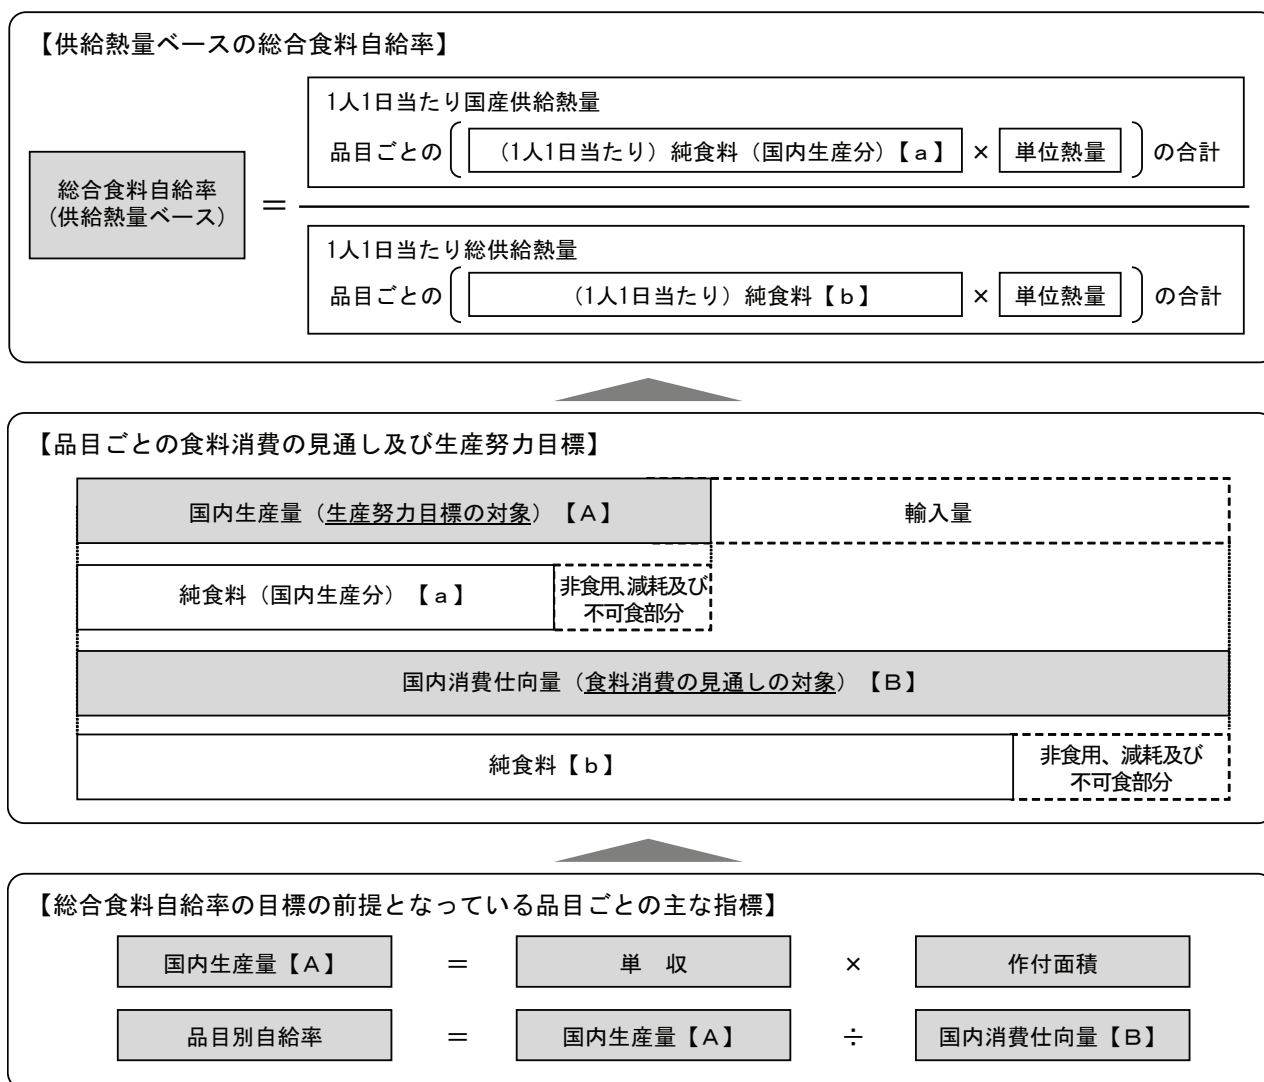 【供給熱量ベースの総合食料自給率】
1人1日当たり国産供給熱量
品目ごとの（ （1人1日当たり）純食料（国内生産分）【ａ】 × 単位熱量 ）の合計
総合食料自給率
（供給熱量ベース）
＝
1人1日当たり総供給熱量
品目ごとの（ （1人1日当たり）純食料【ｂ】 × 単位熱量 ）の合計
【品目ごとの食料消費の見通し及び生産努力目標】
国内生産量（生産努力目標の対象）【Ａ】 輸入量
純食料（国内生産分）【ａ】
非食用、減耗及び
不可食部分
国内消費仕向量（食料消費の見通しの対象）【Ｂ】
純食料【ｂ】
非食用、減耗及び
不可食部分
【総合食料自給率の目標の前提となっている品目ごとの主な指標】
国内生産量【Ａ】 ＝ 単　収 × 作付面積
品目別自給率 ＝ 国内生産量【Ａ】 ÷ 国内消費仕向量【Ｂ】